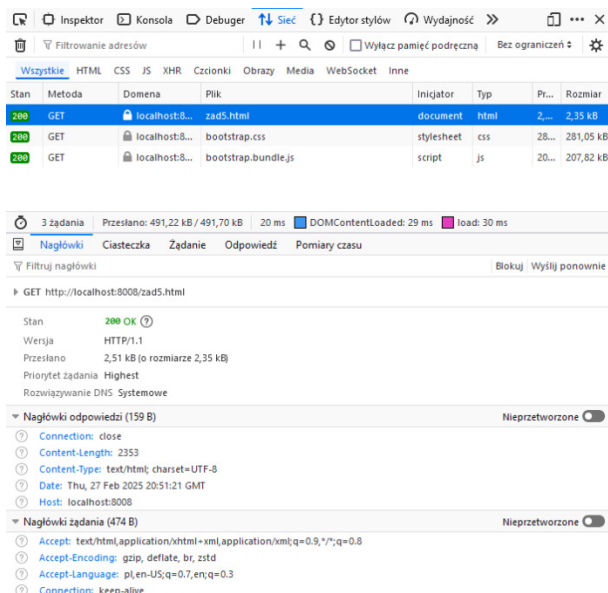 Inspektor Konsola Debuger Sieć {} Edytor stylów Wydajność
Filtrowanie adresów Wyłącz pamięć podręczną Bez ograniczeń
Wszystkie HTML CSS JS XHR Czcionki Obrazy Media WebSocket Inne
Stan Metoda Domena Plik Inicjator Typ Pr... Rozmiar
200 GET localhost:8... zad5.html document html 2,... 2,35 kB
200 GET localhost:8... bootstrap.css stylesheet css 28... 281,05 kB
200 GET localhost:8... bootstrap.bundle.js script js 20... 207,82 kB
3 żądania Przesłano: 491,22 kB / 491,70 kB 20 ms DOMContentLoaded: 29 ms load: 30 ms
Nagłówki Ciasteczka Żądanie Odpowiedź Pomiary czasu
Filtruj nagłówki Blokuj Wyślij ponownie
GET http://localhost:8008/zad5.html
Stan 200 OK
Wersja HTTP/1.1
Przesłano 2,51 kB (o rozmiarze 2,35 kB)
Priorytet żądania Highest
Rozwiązywanie DNS Systemowe
Nagłówki odpowiedzi (159 B) Nieprzetworzone
Connection: close
Content-Length: 2353
Content-Type: text/html; charset=UTF-8
Date: Thu, 27 Feb 2025 20:51:21 GMT
Host: localhost:8008
Nagłówki żądania (474 B) Nieprzetworzone
Accept: text/html,application/xhtml+xml,application/xml;q=0.9,*/*;q=0.8
Accept-Encoding: gzip, deflate, br, zstd
Accept-Language: pl,en-US;q=0.7,en;q=0.3
Connection: keep-alive